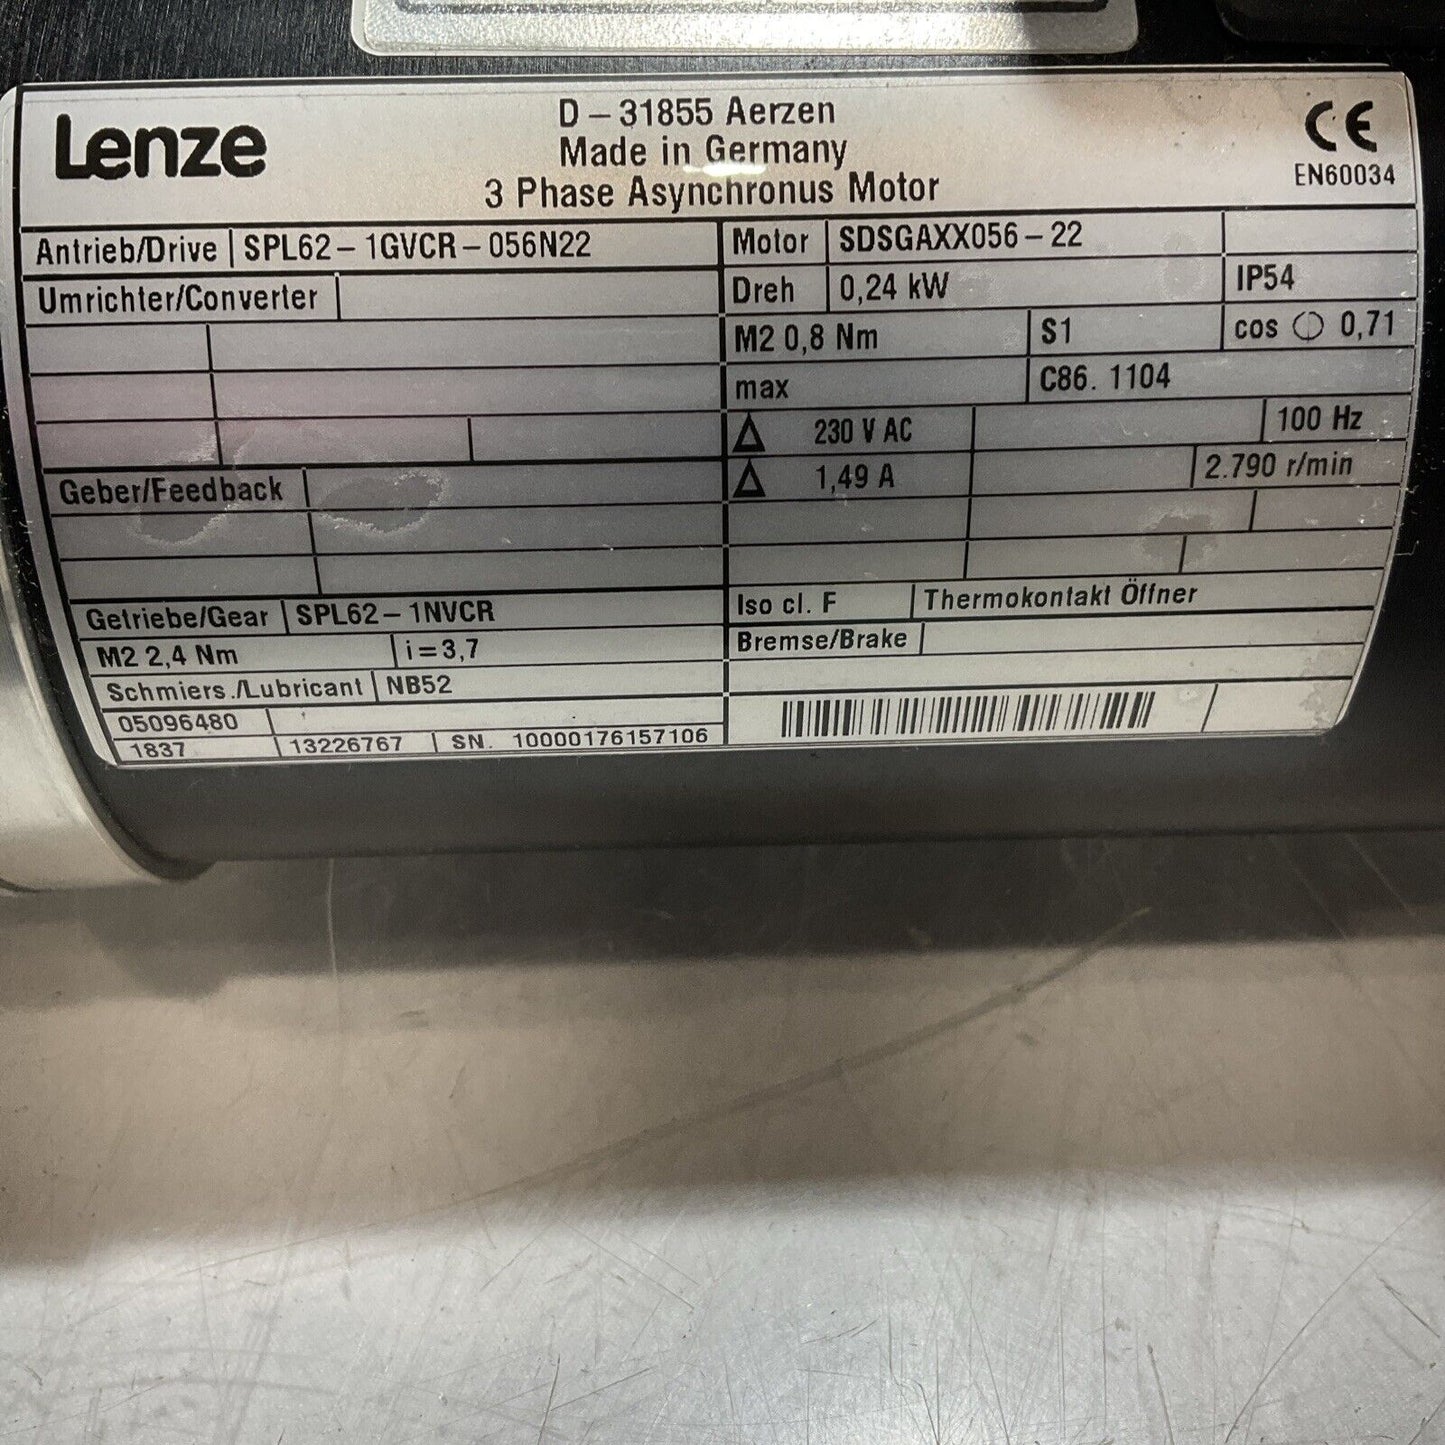 Lenze
D – 31855 Aerzen
Made in Germany
3 Phase Asynchronus Motor
CE
EN60034
Antrieb/Drive SPL62 – 1GVCR – 056N22
Umrichter/Converter
Geber/Feedback
Getriebe/Gear SPL62 – 1NVCR
M2 2,4 Nm i = 3,7
Schmiers./Lubricant NB52
05096480
1837 13226767 SN. 10000176157106
Motor SDSGAXX056 – 22
Dreh 0,24 kW IP54
M2 0,8 Nm S1 cos ϕ 0,71
max C86. 1104
Δ 230 V AC 100 Hz
Δ 1,49 A 2.790 r/min
Iso cl. F Thermokontakt Öffner
Bremse/Brake